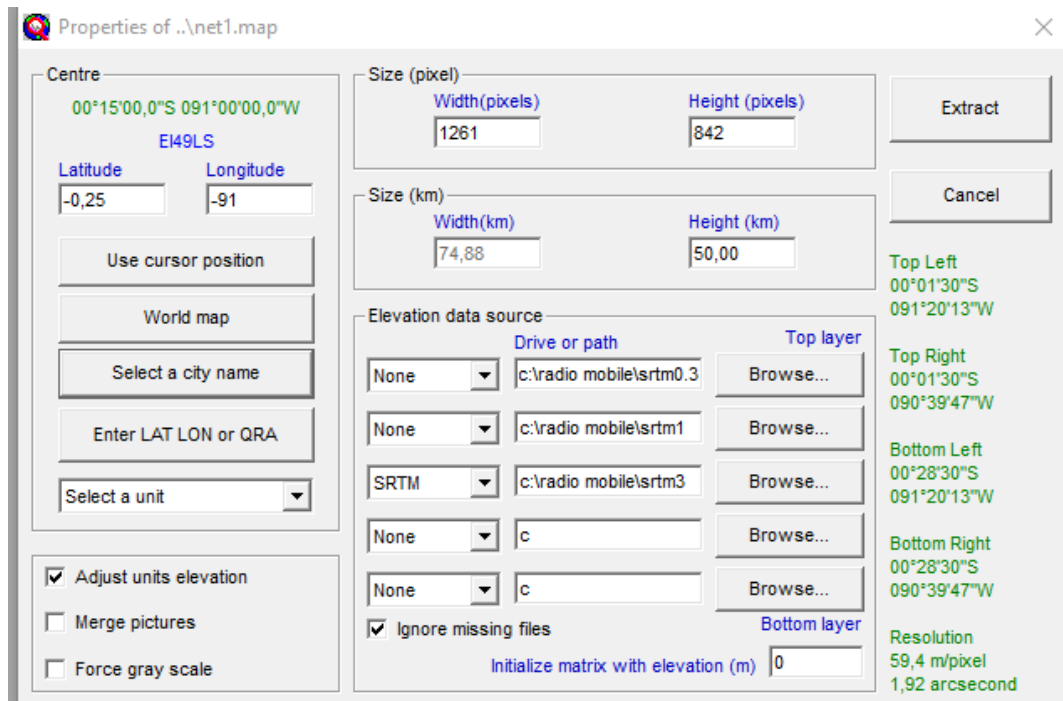 Properties of ..\net1.map
Centre
00°15'00,0"S 091°00'00,0"W
EI49LS
Latitude Longitude
-0,25 -91
Use cursor position
World map
Select a city name
Enter LAT LON or QRA
Select a unit
Adjust units elevation
Merge pictures
Force gray scale
Size (pixel)
Width(pixels) Height (pixels)
1261 842
Size (km)
Width(km) Height (km)
74,88 50,00
Elevation data source
Drive or path Top layer
None c:\radio mobile\srtm0.3 Browse...
None c:\radio mobile\srtm1 Browse...
SRTM c:\radio mobile\srtm3 Browse...
None c Browse...
None c Browse...
Ignore missing files Bottom layer
Initialize matrix with elevation (m) 0
Extract
Cancel
Top Left
00°01'30"S
091°20'13"W
Top Right
00°01'30"S
090°39'47"W
Bottom Left
00°28'30"S
091°20'13"W
Bottom Right
00°28'30"S
090°39'47"W
Resolution
59,4 m/pixel
1,92 arcsecond